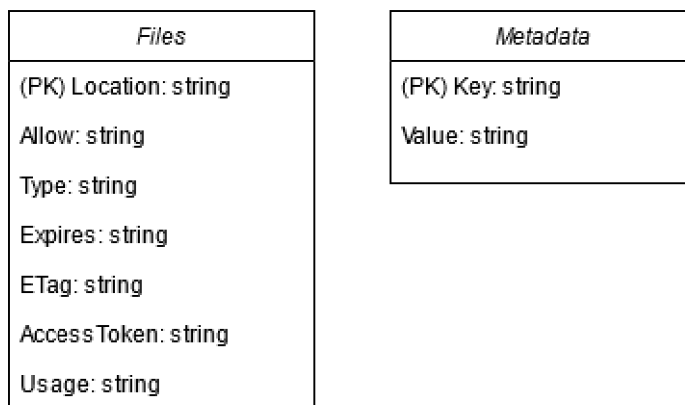 Files
(PK) Location: string
Allow: string
Type: string
Expires: string
ETag: string
AccessToken: string
Usage: string
Metadata
(PK) Key: string
Value: string